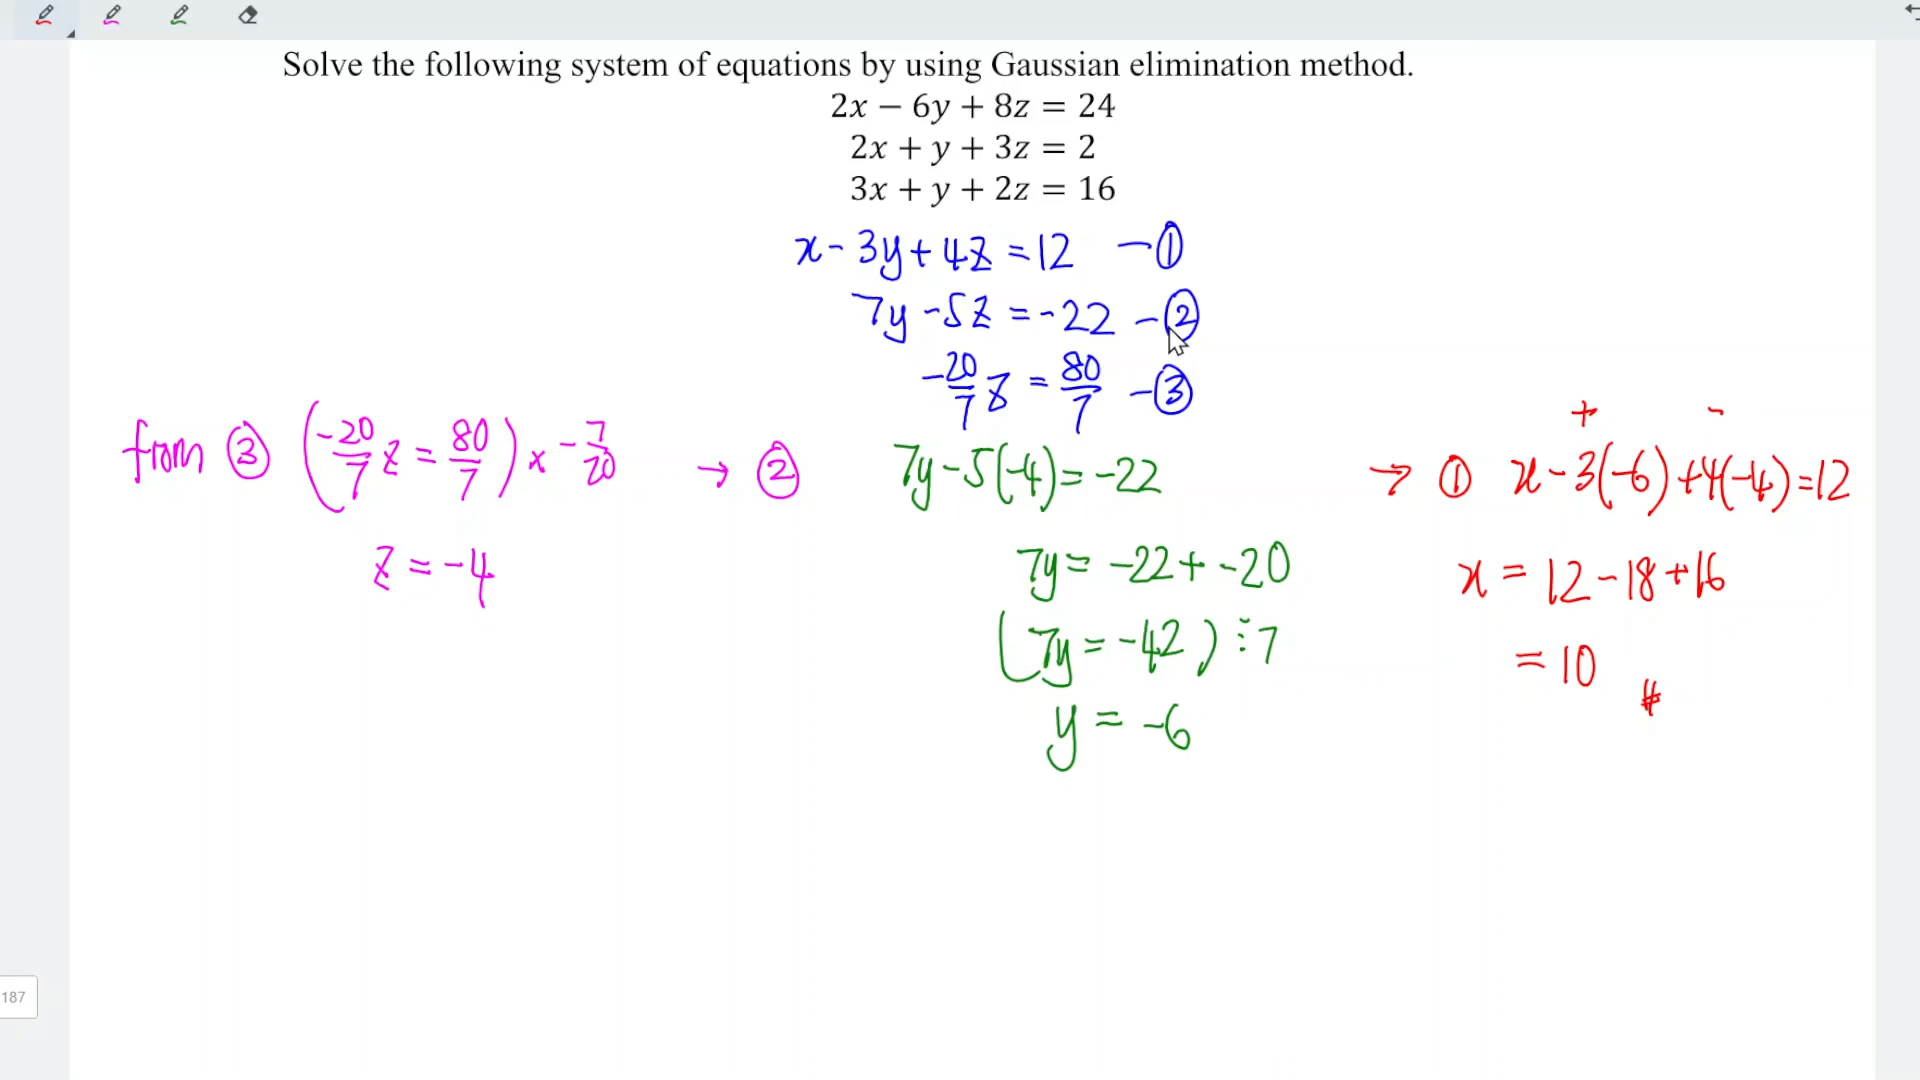 Solve the following system of equations by using Gaussian elimination method.
2x − 6y + 8z = 24
2x + y + 3z = 2
3x + y + 2z = 16
x - 3y + 4z = 12 - ①
7y - 5z = -22 - ②
-20/7 z = 80/7 - ③
from ③ (-20/7 z = 80/7) x -7/20
z = -4
→ ② 7y - 5(-4) = -22
7y = -22 + -20
(7y = -42) ÷ 7
y = -6
+ -
→ ① x - 3(-6) + 4(-4) = 12
x = 12 - 18 + 16
= 10 #
187